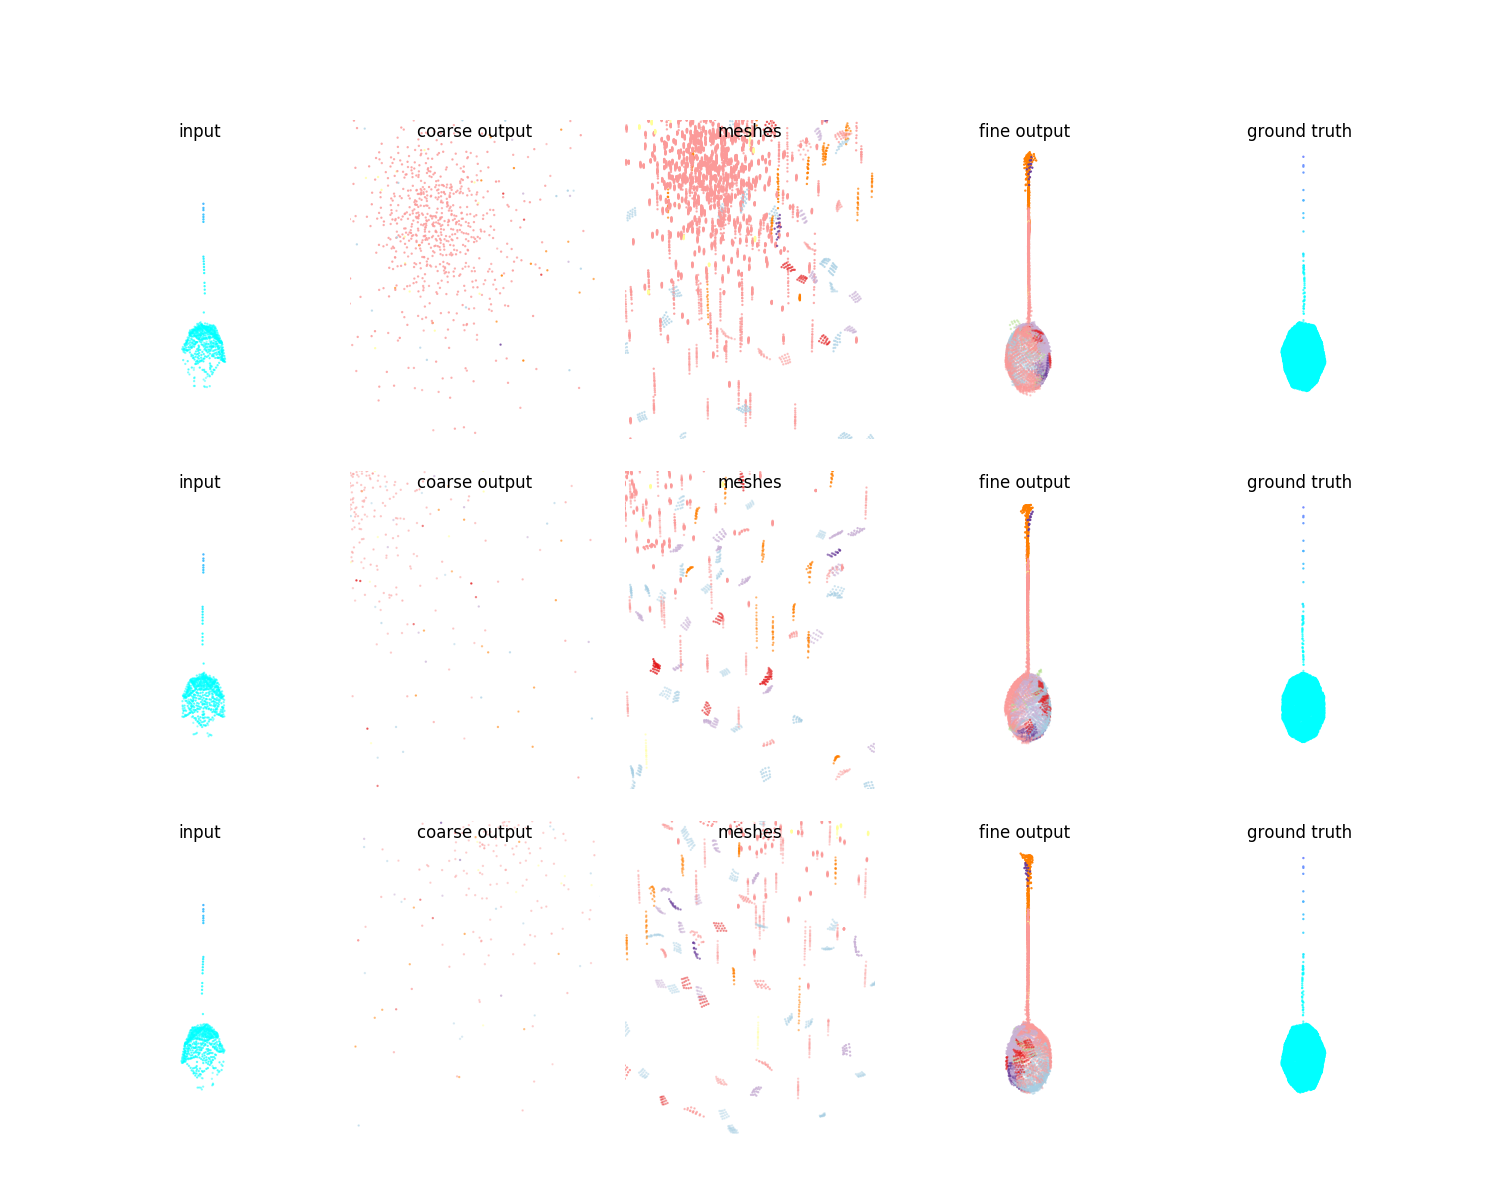 input
coarse output
meshes
fine output
ground truth
input
coarse output
meshes
fine output
ground truth
input
coarse output
meshes
fine output
ground truth